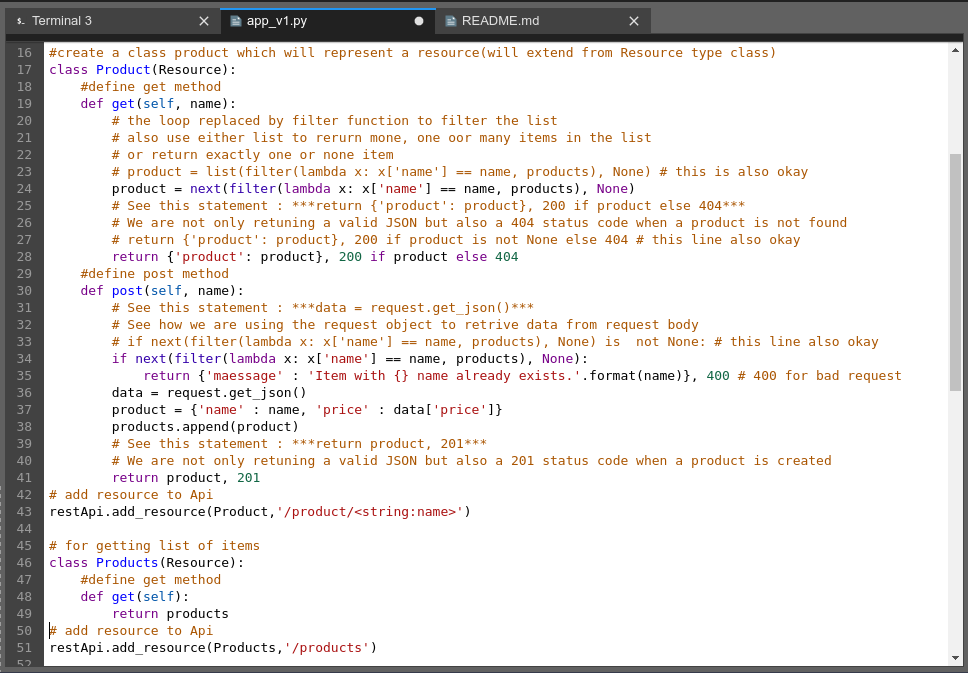 Terminal 3 app_v1.py README.md
16 #create a class product which will represent a resource(will extend from Resource type class)
17 class Product(Resource):
18     #define get method
19     def get(self, name):
20         # the loop replaced by filter function to filter the list
21         # also use either list to rerurn mone, one oor many items in the list
22         # or return exactly one or none item
23         # product = list(filter(lambda x: x['name'] == name, products), None) # this is also okay
24         product = next(filter(lambda x: x['name'] == name, products), None)
25         # See this statement : ***return {'product': product}, 200 if product else 404***
26         # We are not only retuning a valid JSON but also a 404 status code when a product is not found
27         # return {'product': product}, 200 if product is not None else 404 # this line also okay
28         return {'product': product}, 200 if product else 404
29     #define post method
30     def post(self, name):
31         # See this statement : ***data = request.get_json()***
32         # See how we are using the request object to retrive data from request body
33         # if next(filter(lambda x: x['name'] == name, products), None) is  not None: # this line also okay
34         if next(filter(lambda x: x['name'] == name, products), None):
35             return {'maessage' : 'Item with {} name already exists.'.format(name)}, 400 # 400 for bad request
36         data = request.get_json()
37         product = {'name' : name, 'price' : data['price']}
38         products.append(product)
39         # See this statement : ***return product, 201***
40         # We are not only retuning a valid JSON but also a 201 status code when a product is created
41         return product, 201
42 # add resource to Api
43 restApi.add_resource(Product,'/product/<string:name>')
44
45 # for getting list of items
46 class Products(Resource):
47     #define get method
48     def get(self):
49         return products
50 # add resource to Api
51 restApi.add_resource(Products,'/products')
52